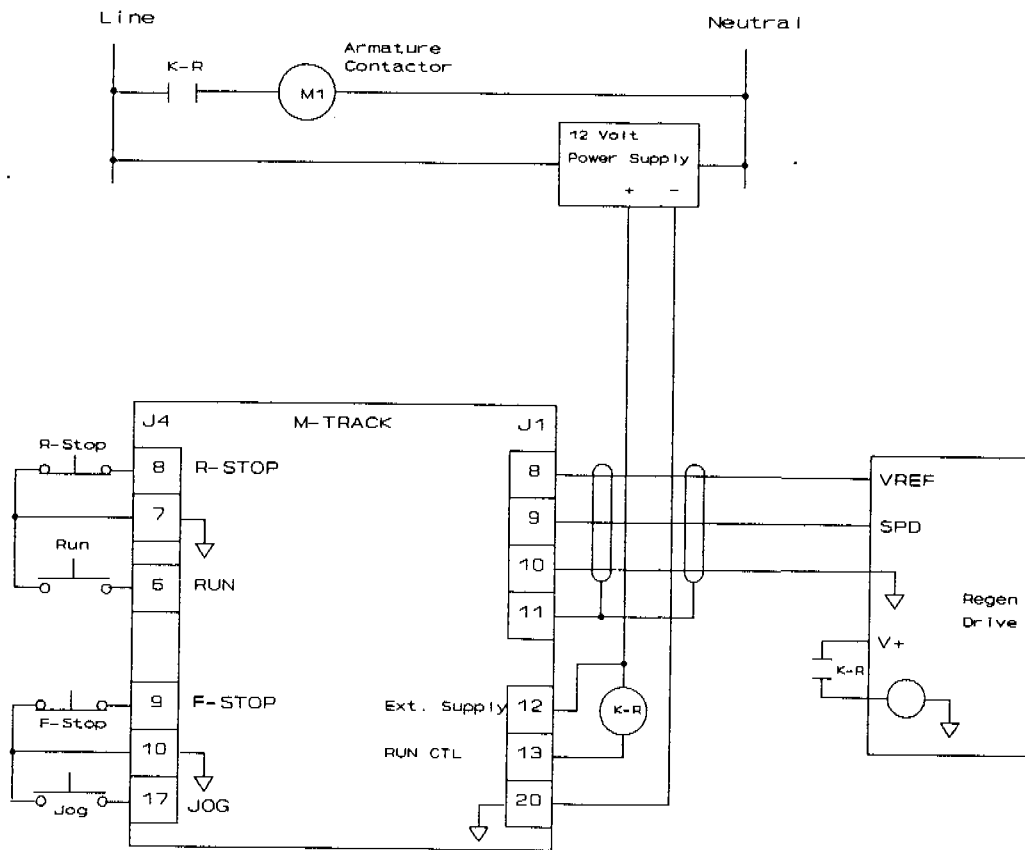 Line
Neutral
K-R
Armature
Contactor
M1
12 Volt
Power Supply
+ -
J4
M-TRACK
J1
R-Stop
8
R-STOP
7
Run
6
RUN
9
F-STOP
F-Stop
10
17
JOG
Jog
8
9
10
11
Ext. Supply
12
RUN CTL
13
20
K-R
VREF
SPD
Regen
Drive
V+
K-R